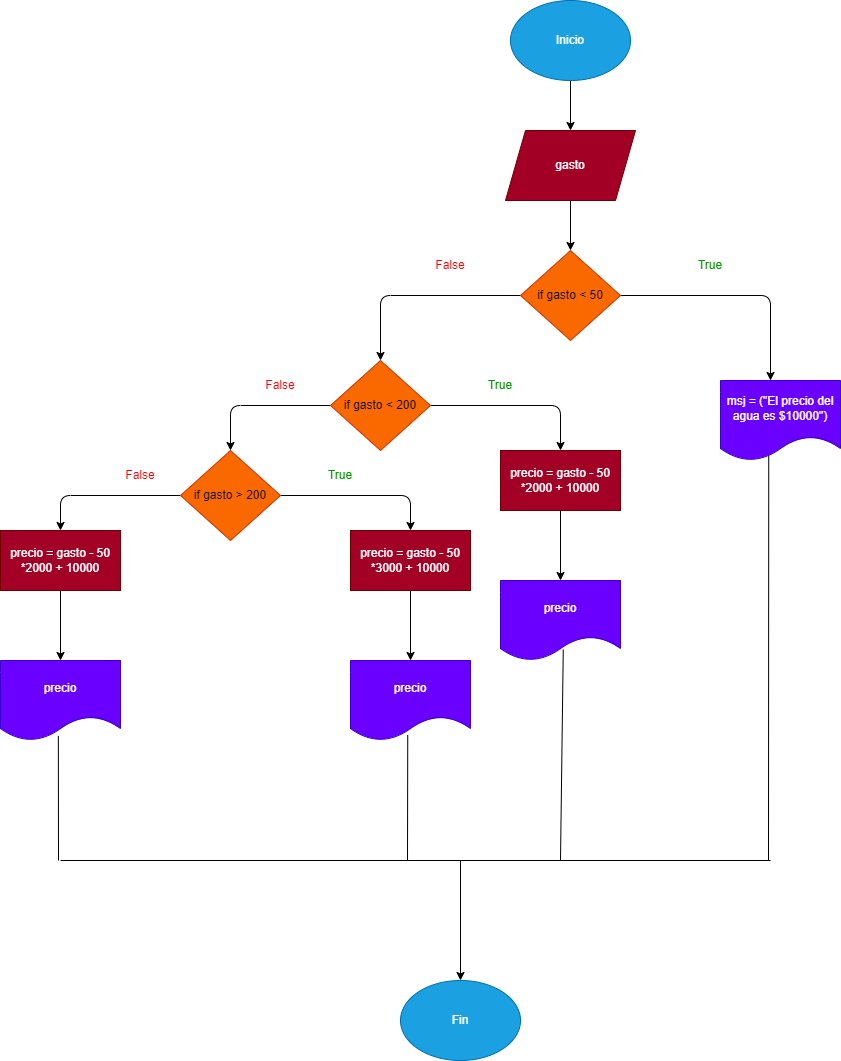 Inicio
gasto
False
True
if gasto < 50
False
True
if gasto < 200
msj = ("El precio del
agua es $10000")
False
True
if gasto > 200
precio = gasto - 50
*2000 + 10000
precio = gasto - 50
*2000 + 10000
precio = gasto - 50
*3000 + 10000
precio
precio
precio
Fin